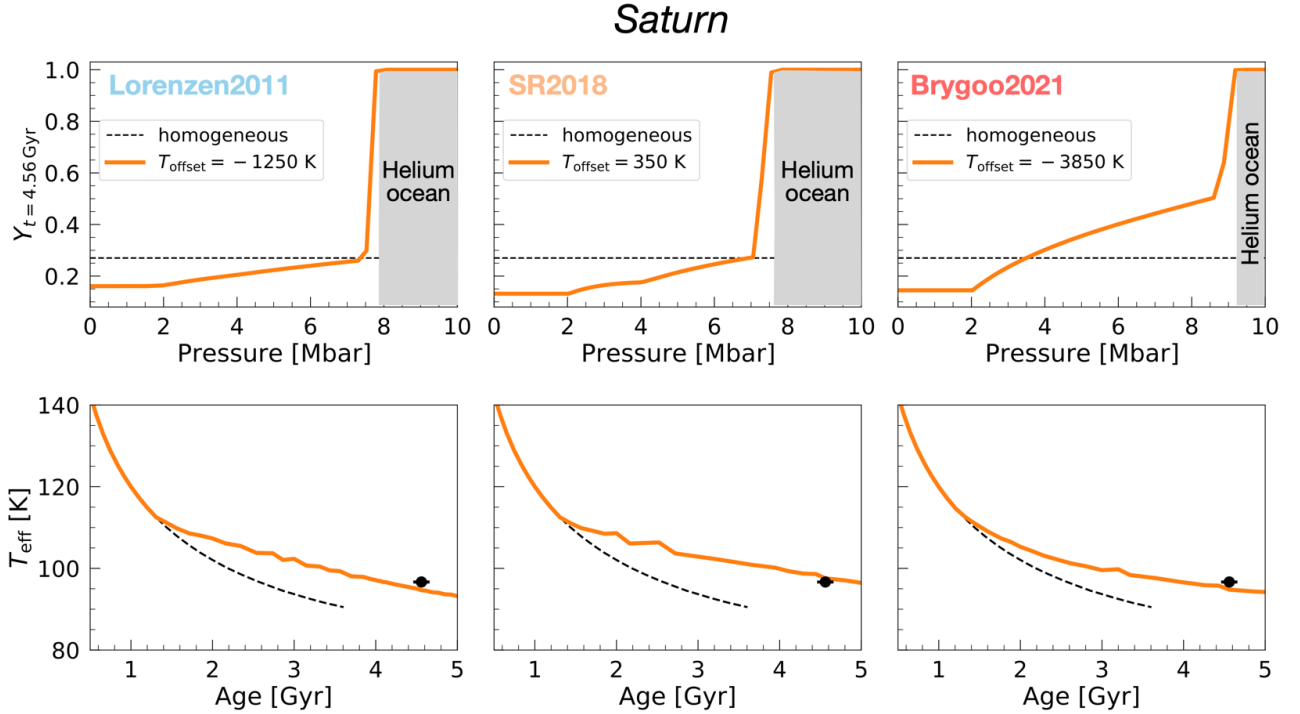 Saturn
Lorenzen2011
homogeneous
T_offset = −1250 K
Helium
ocean
Y_{t = 4.56 Gyr}
1.0
0.8
0.6
0.4
0.2
0 2 4 6 8 10
Pressure [Mbar]
SR2018
homogeneous
T_offset = 350 K
Helium
ocean
0 2 4 6 8 10
Pressure [Mbar]
Brygoo2021
homogeneous
T_offset = −3850 K
Helium ocean
0 2 4 6 8 10
Pressure [Mbar]
T_eff [K]
140
120
100
80
1 2 3 4 5
Age [Gyr]
1 2 3 4 5
Age [Gyr]
1 2 3 4 5
Age [Gyr]